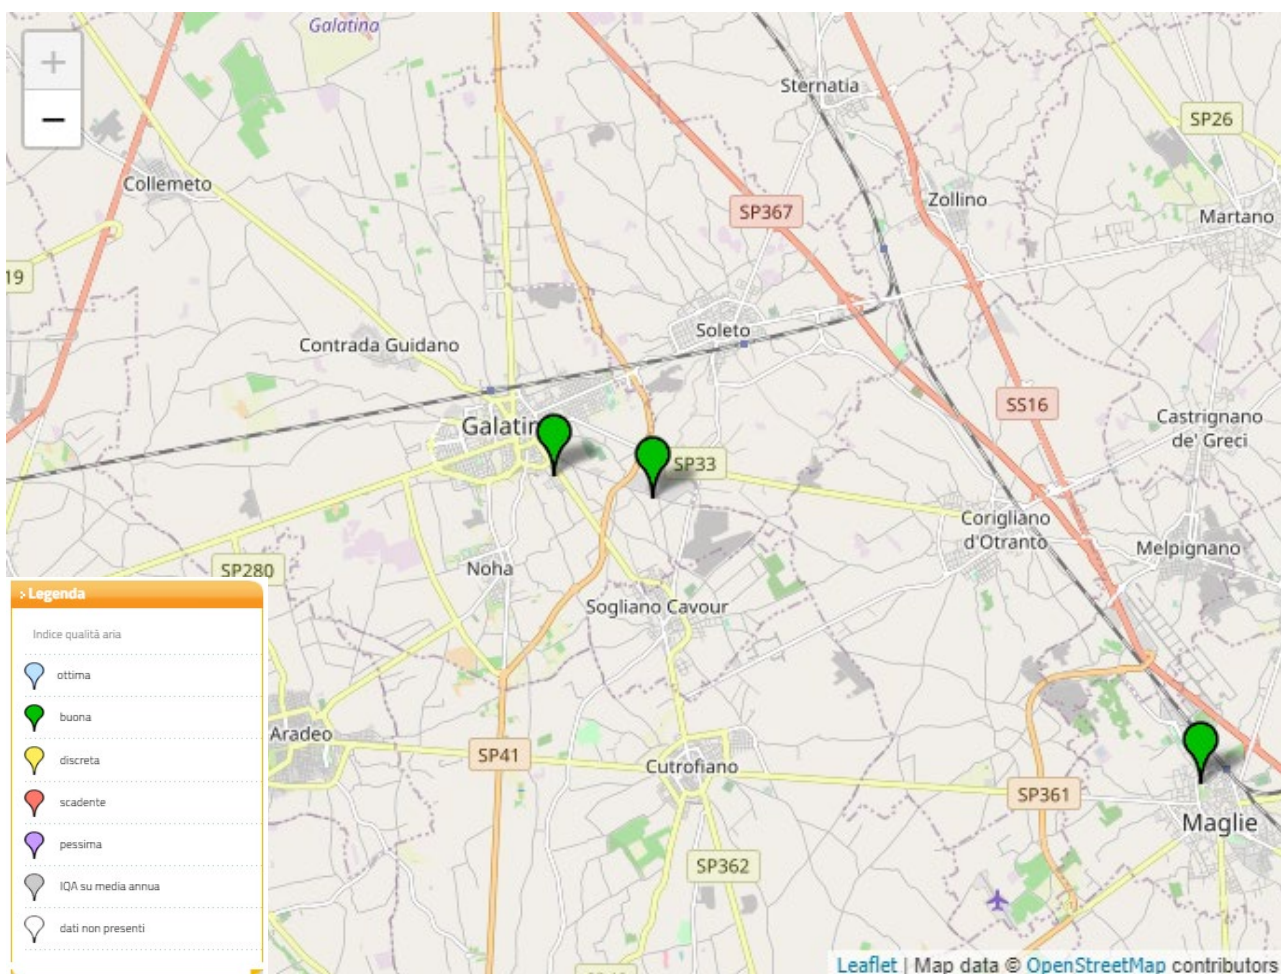 Galatina
+
−
Sternatia
SP26
Collemeto
Zollino
SP367
Martano
19
Soleto
Contrada Guidano
SS16
Castrignano
de' Greci
Galatin
SP33
Corigliano
d'Otranto
Melpignano
Noha
SP280
Sogliano Cavour
› Legenda
Indice qualità aria
ottima
buona
discreta
scadente
pessima
IQA su media annua
dati non presenti
Aradeo
SP41
Cutrofiano
SP361
Maglie
SP362
Leaflet | Map data © OpenStreetMap contributors